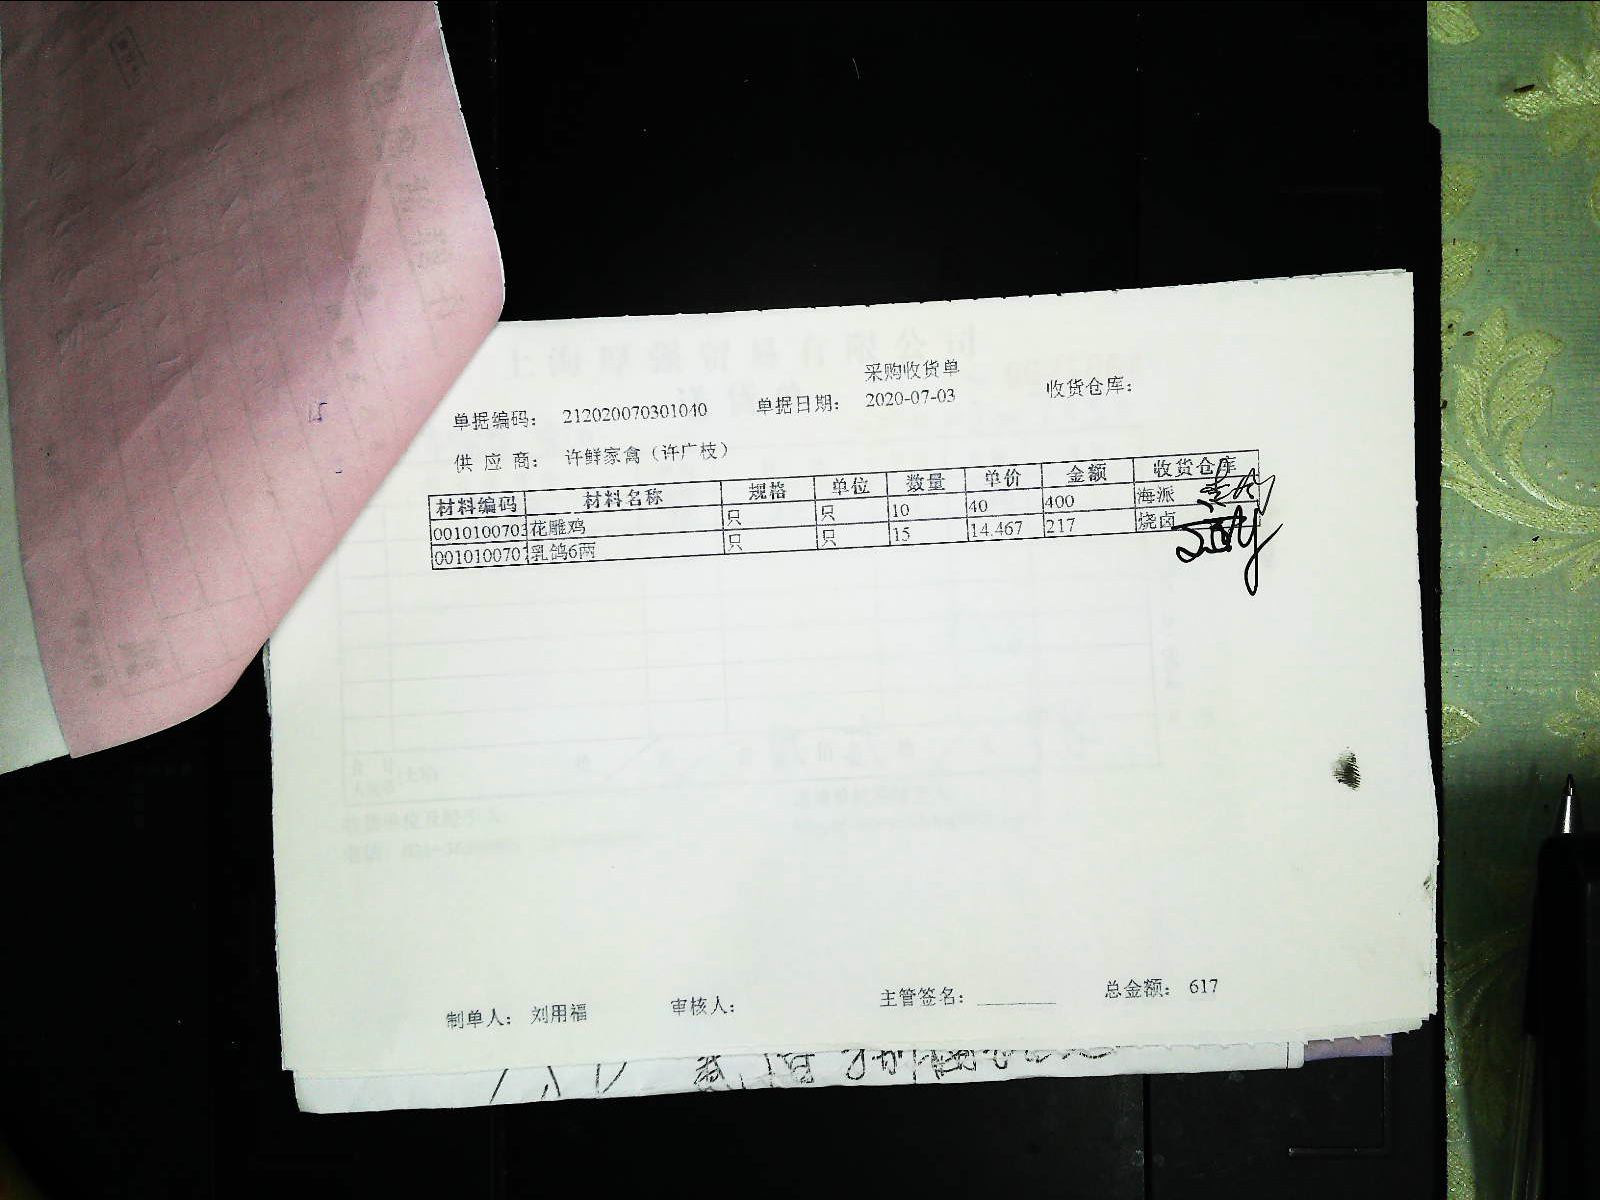 采购收货单
单据编码： 212020070301040 单据日期： 2020-07-03 收货仓库：
供 应 商： 许鲜家禽（许广枝）
材料编码 材料名称 规格 单位 数量 单价 金额 收货仓库
0010100703 花雕鸡 只 只 10 40 400 海派
001010070 乳鸽6两 只 只 15 14.467 217 烧卤
制单人： 刘用福 审核人： 主管签名： 总金额： 617